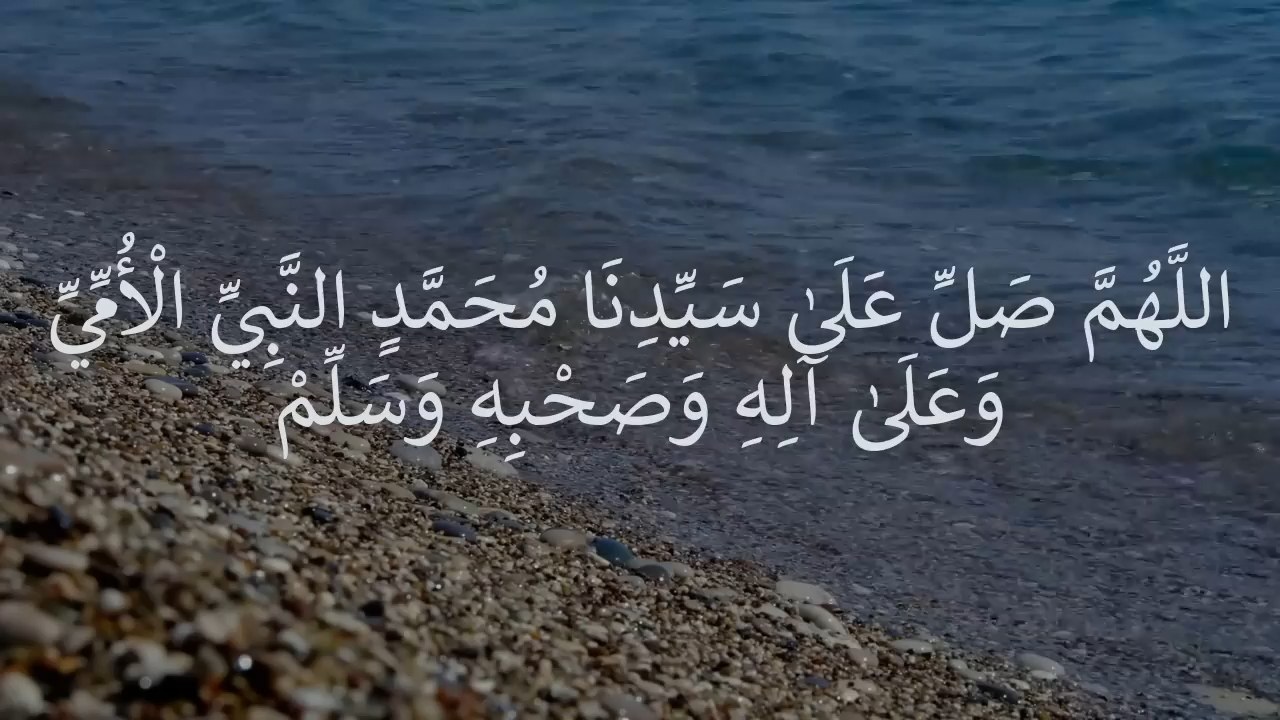 اللَّهُمَّ صَلِّ عَلَىٰ سَيِّدِنَا مُحَمَّدٍ النَّبِيِّ الْأُمِّيِّ
وَعَلَىٰ آلِهِ وَصَحْبِهِ وَسَلِّمْ